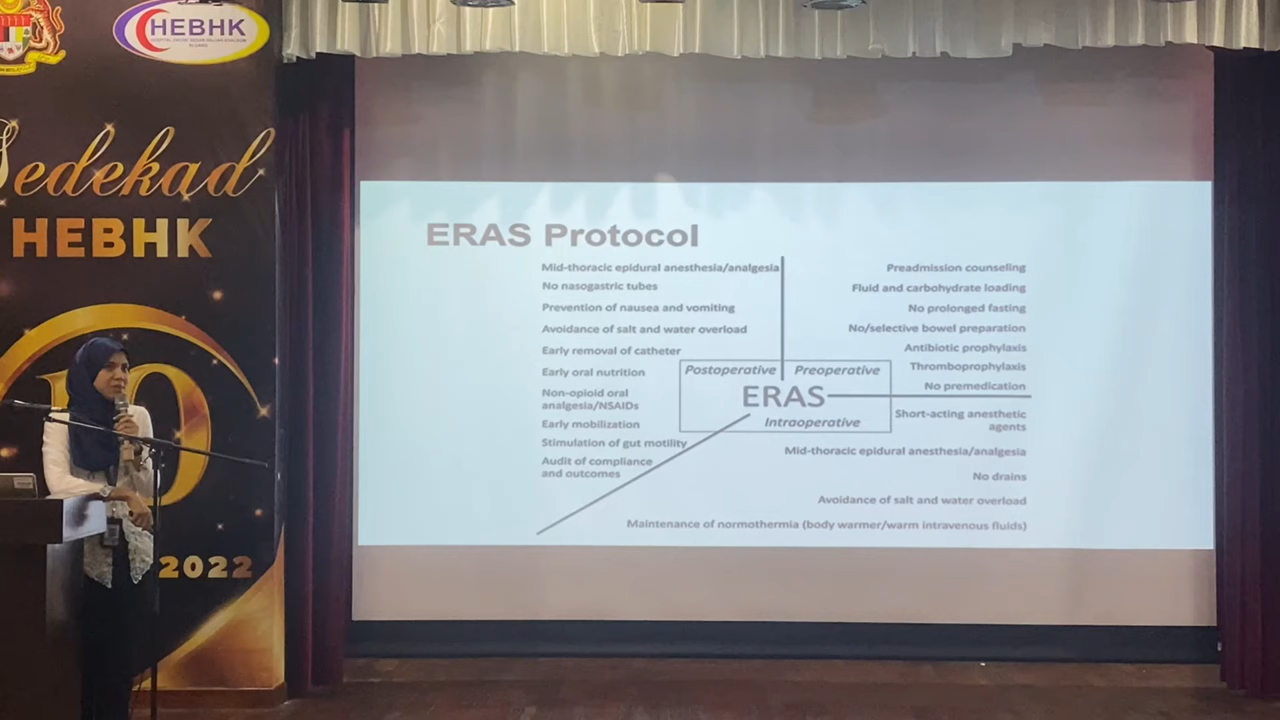 HEBHK
Sedekad
HEBHK
10
2022
ERAS Protocol
Mid-thoracic epidural anesthesia/analgesia
No nasogastric tubes
Prevention of nausea and vomiting
Avoidance of salt and water overload
Early removal of catheter
Early oral nutrition
Non-opioid oral
analgesia/NSAIDs
Early mobilization
Stimulation of gut motility
Audit of compliance
and outcomes
Preadmission counseling
Fluid and carbohydrate loading
No prolonged fasting
No/selective bowel preparation
Antibiotic prophylaxis
Thromboprophylaxis
No premedication
Postoperative
Preoperative
ERAS
Intraoperative
Short-acting anesthetic
agents
Mid-thoracic epidural anesthesia/analgesia
No drains
Avoidance of salt and water overload
Maintenance of normothermia (body warmer/warm intravenous fluids)